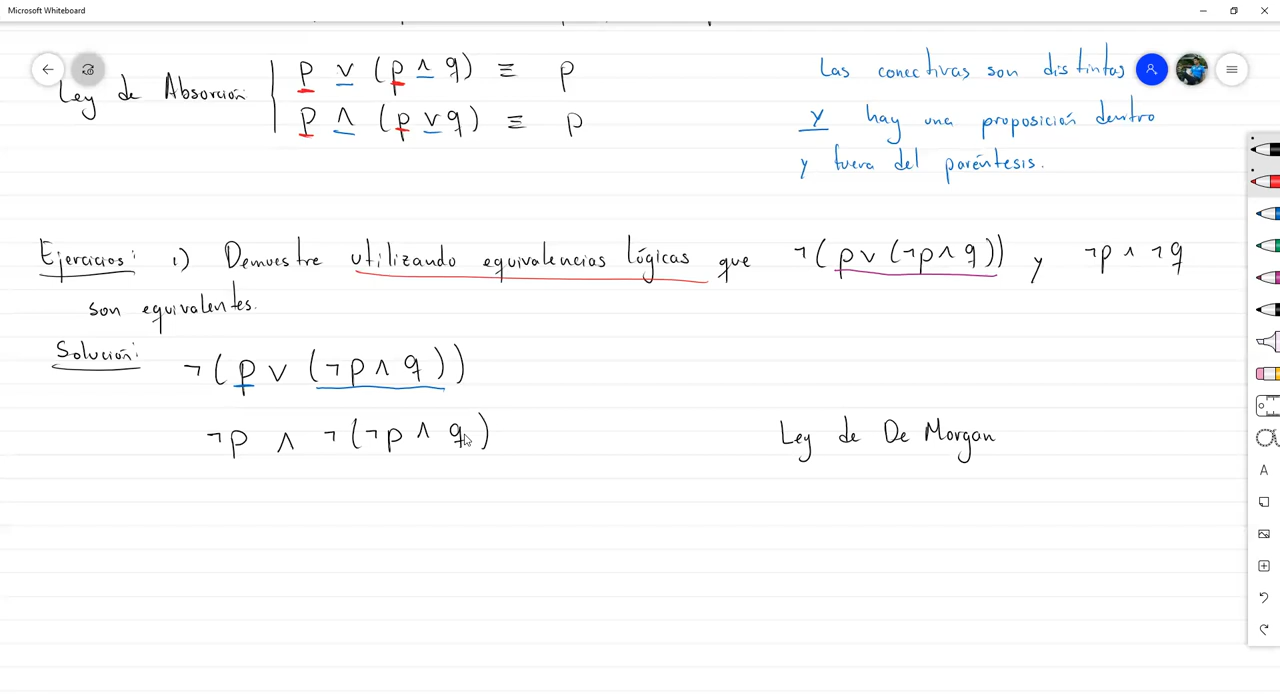 Microsoft Whiteboard
Ley de Absorción
p ∨ (p ∧ q) ≡ p
p ∧ (p ∨ q) ≡ p
Las conectivas son distintas
y hay una proposición dentro
y fuera del paréntesis.
Ejercicios: 1) Demuestre utilizando equivalencias lógicas que ¬(p ∨ (¬p ∧ q)) y ¬p ∧ ¬q
son equivalentes.
Solución:
¬(p ∨ (¬p ∧ q))
¬p ∧ ¬(¬p ∧ q) Ley de De Morgan
A